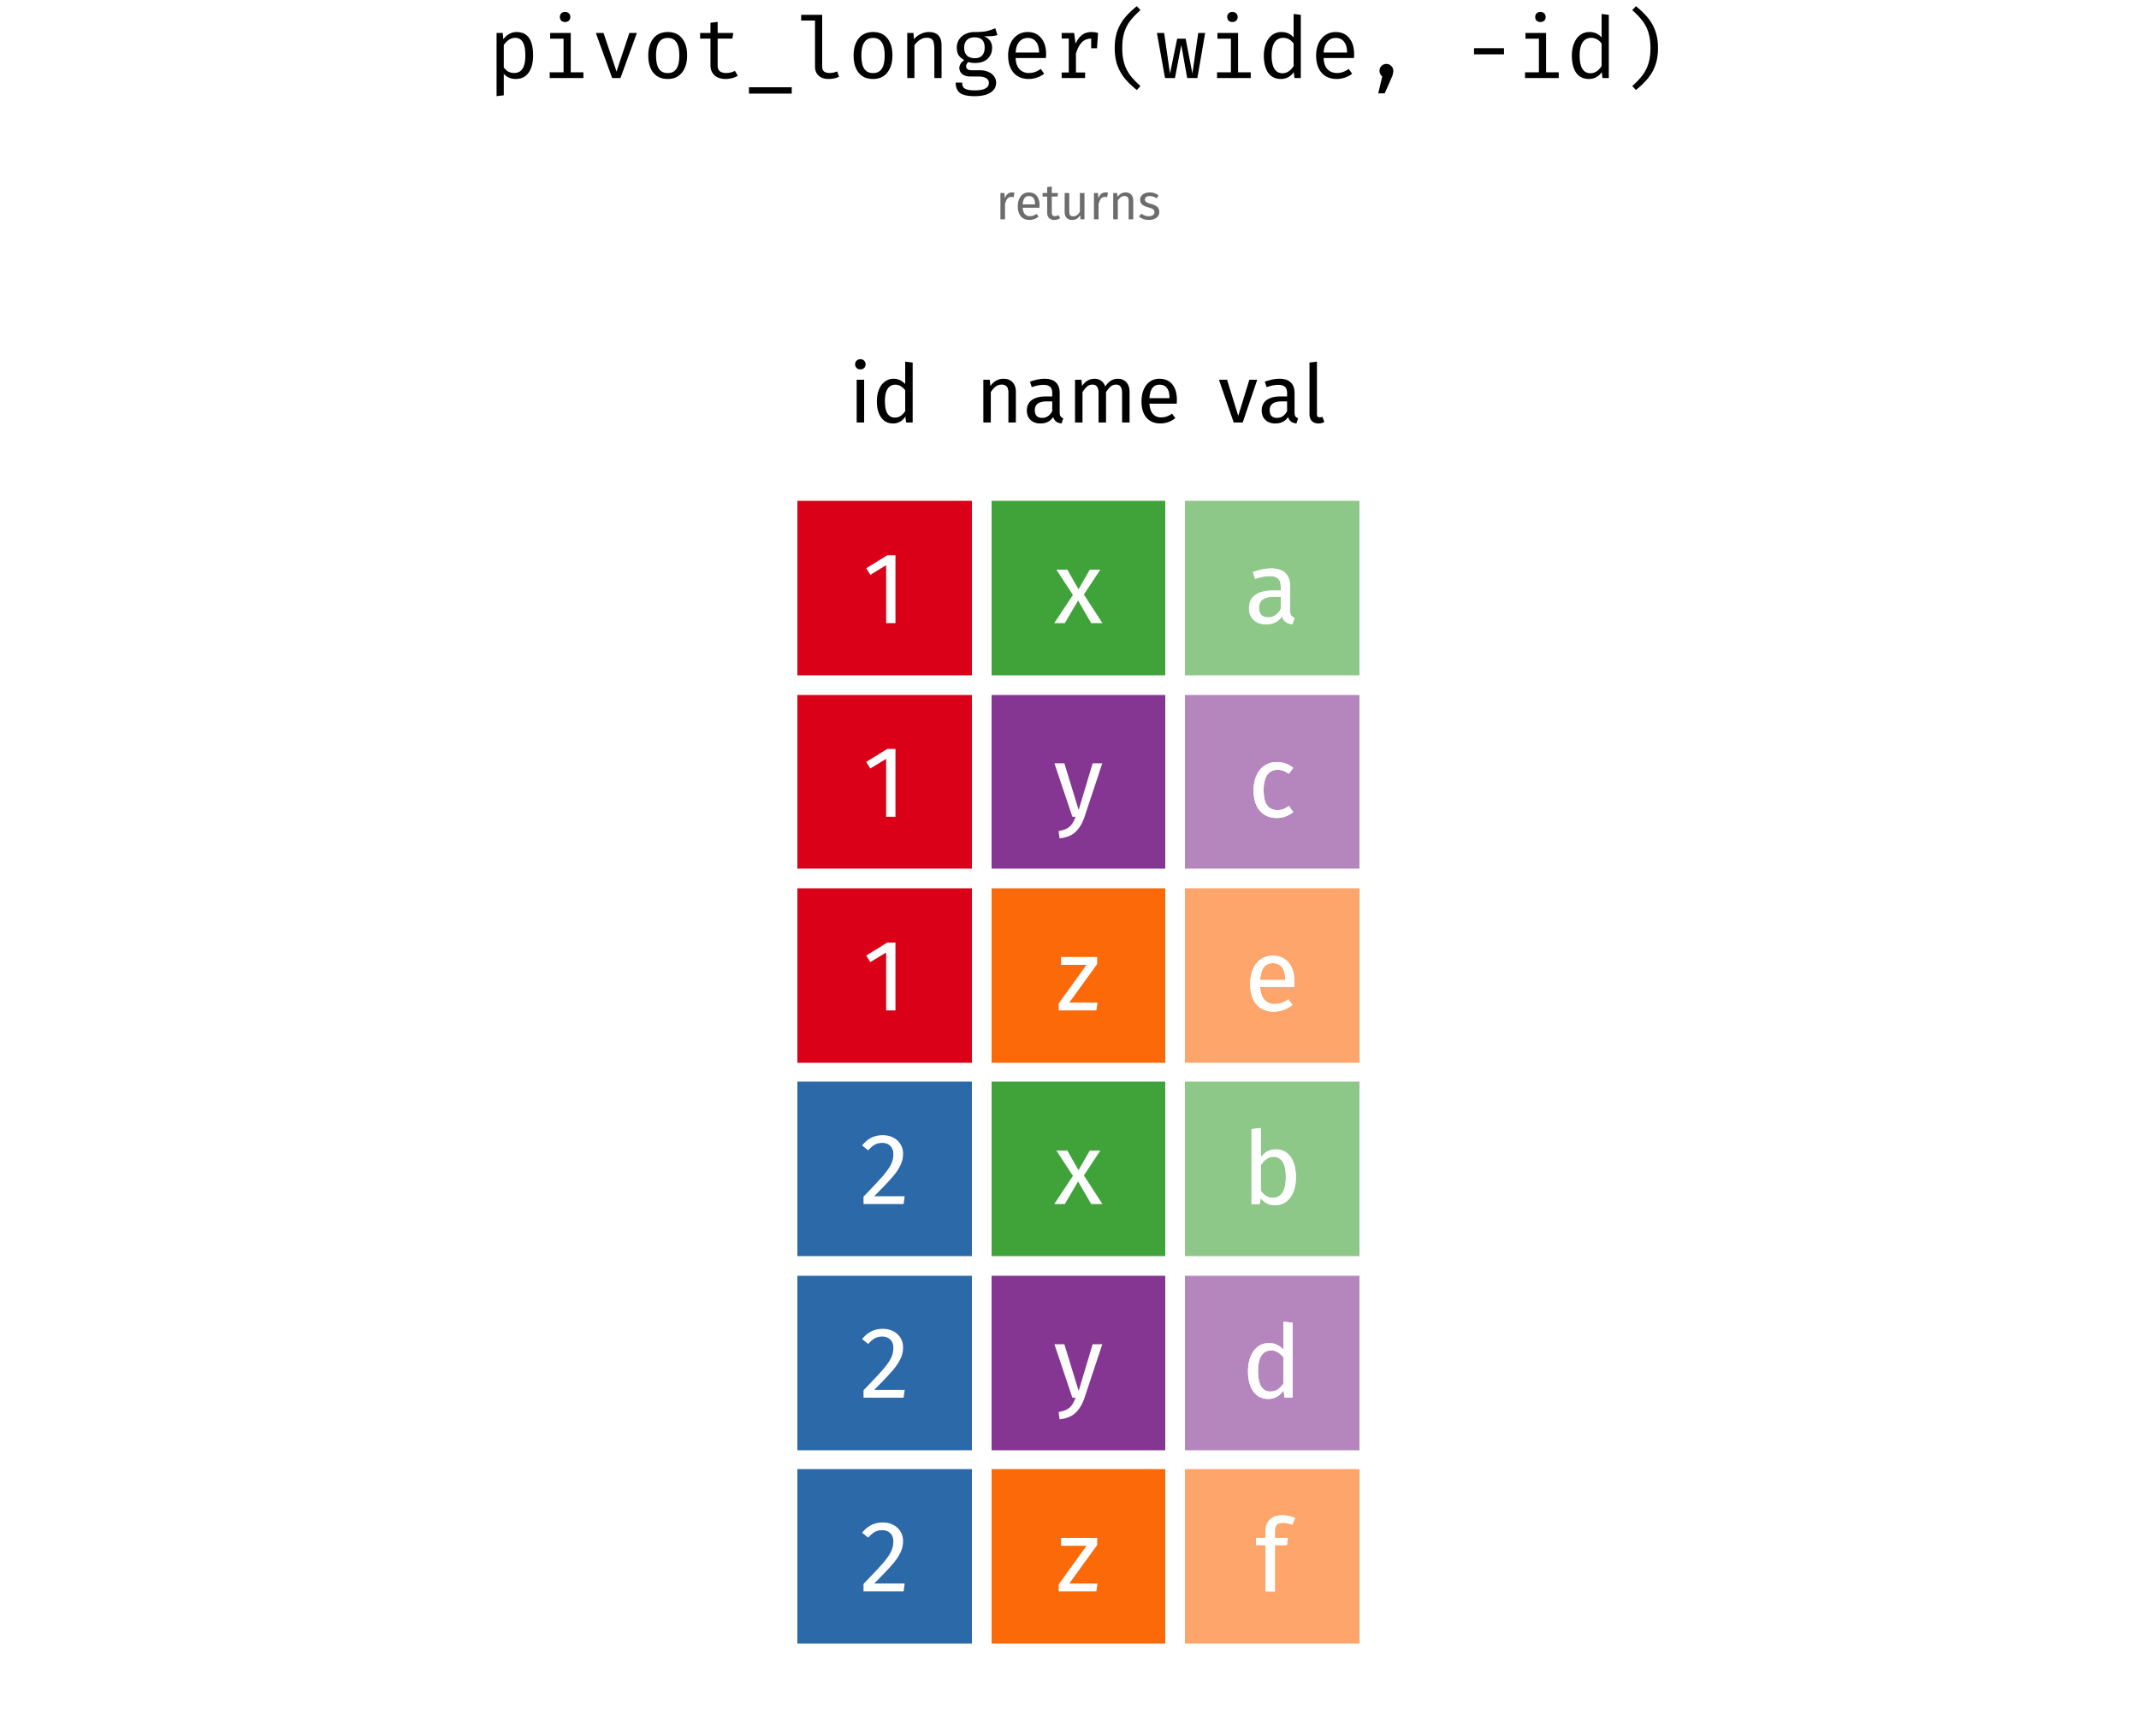 pivot_longer(wide, -id)
returns
id name val
1 x a
1 y c
1 z e
2 x b
2 y d
2 z f